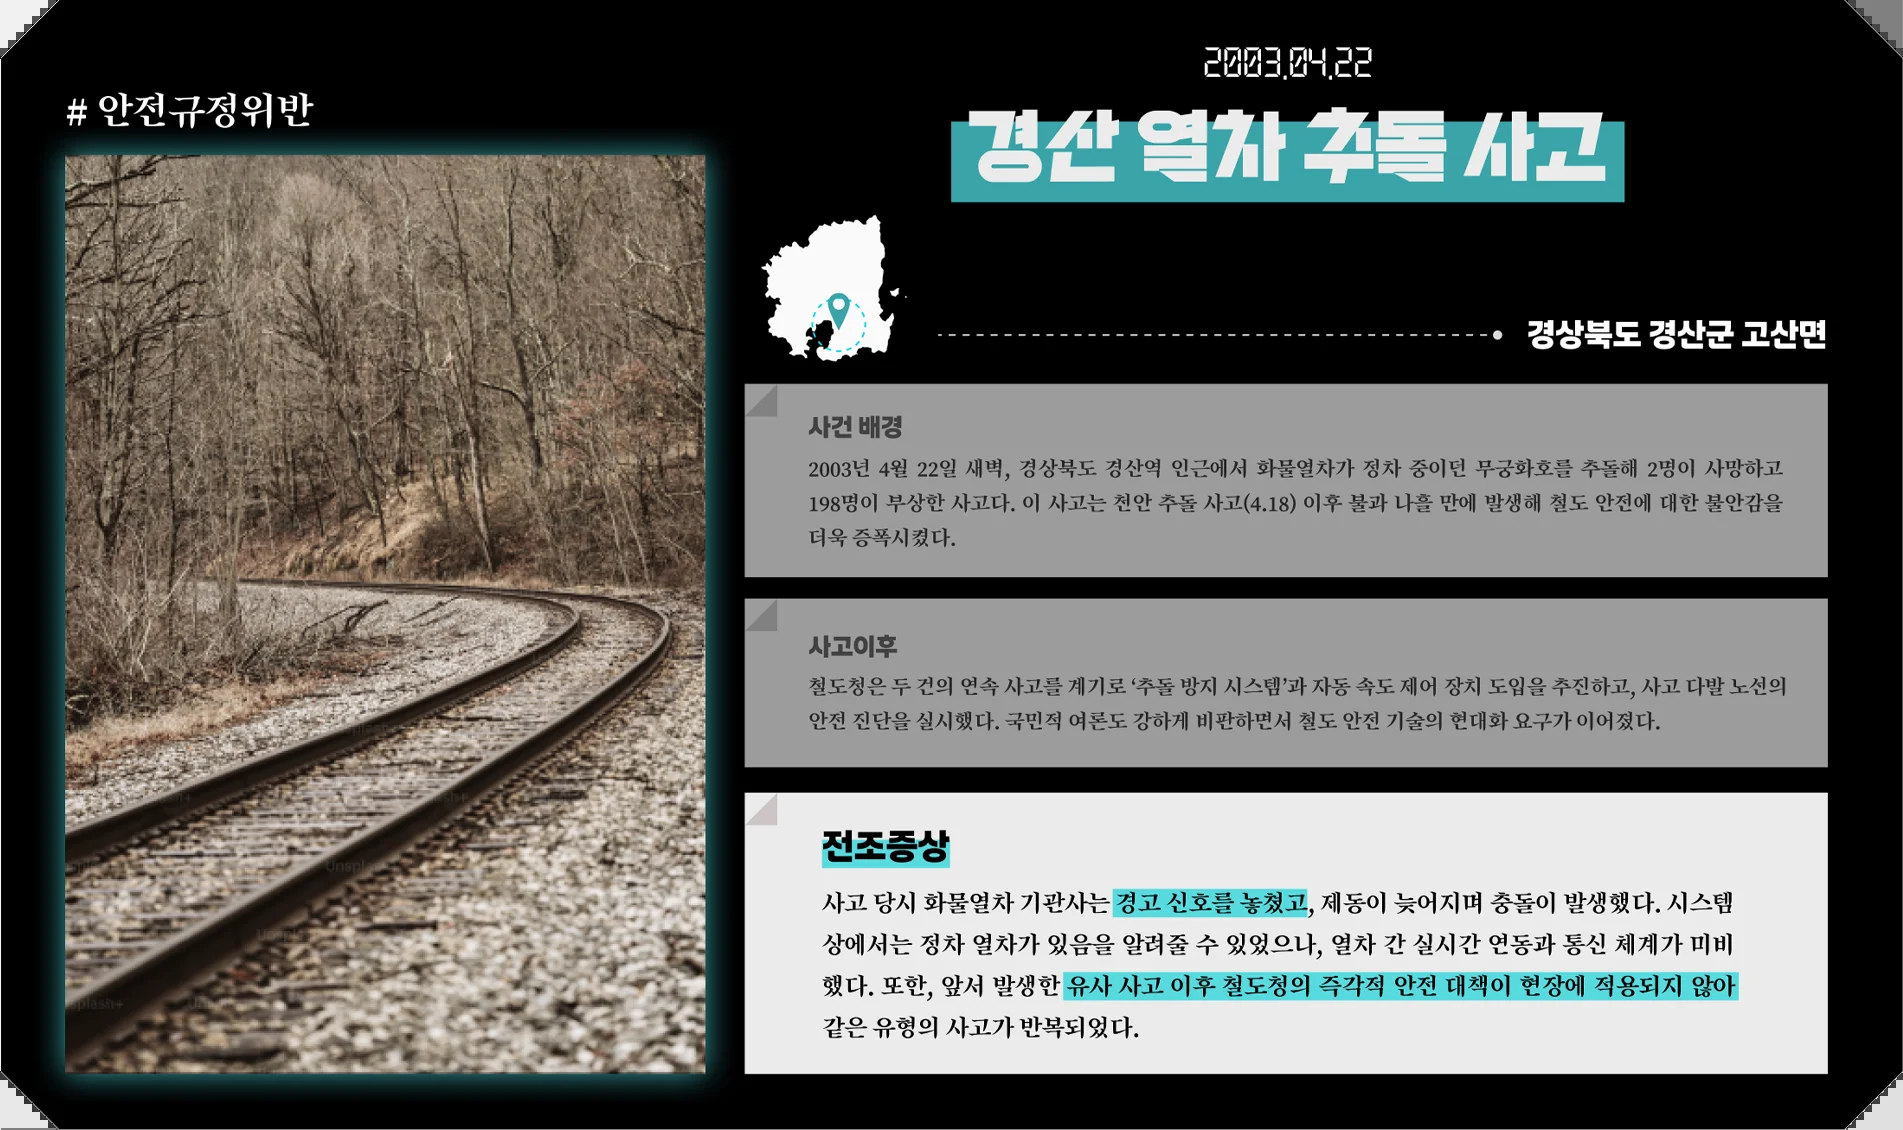 # 안전규정위반
2003.04.22
경산 열차 추돌 사고
경상북도 경산군 고산면
사건 배경
2003년 4월 22일 새벽, 경상북도 경산역 인근에서 화물열차가 정차 중이던 무궁화호를 추돌해 2명이 사망하고
198명이 부상한 사고다. 이 사고는 천안 추돌 사고(4.18) 이후 불과 나흘 만에 발생해 철도 안전에 대한 불안감을
더욱 증폭시켰다.
사고이후
철도청은 두 건의 연속 사고를 계기로 ‘추돌 방지 시스템’과 자동 속도 제어 장치 도입을 추진하고, 사고 다발 노선의
안전 진단을 실시했다. 국민적 여론도 강하게 비판하면서 철도 안전 기술의 현대화 요구가 이어졌다.
전조증상
사고 당시 화물열차 기관사는 경고 신호를 놓쳤고, 제동이 늦어지며 충돌이 발생했다. 시스템
상에서는 정차 열차가 있음을 알려줄 수 있었으나, 열차 간 실시간 연동과 통신 체계가 미비
했다. 또한, 앞서 발생한 유사 사고 이후 철도청의 즉각적 안전 대책이 현장에 적용되지 않아
같은 유형의 사고가 반복되었다.